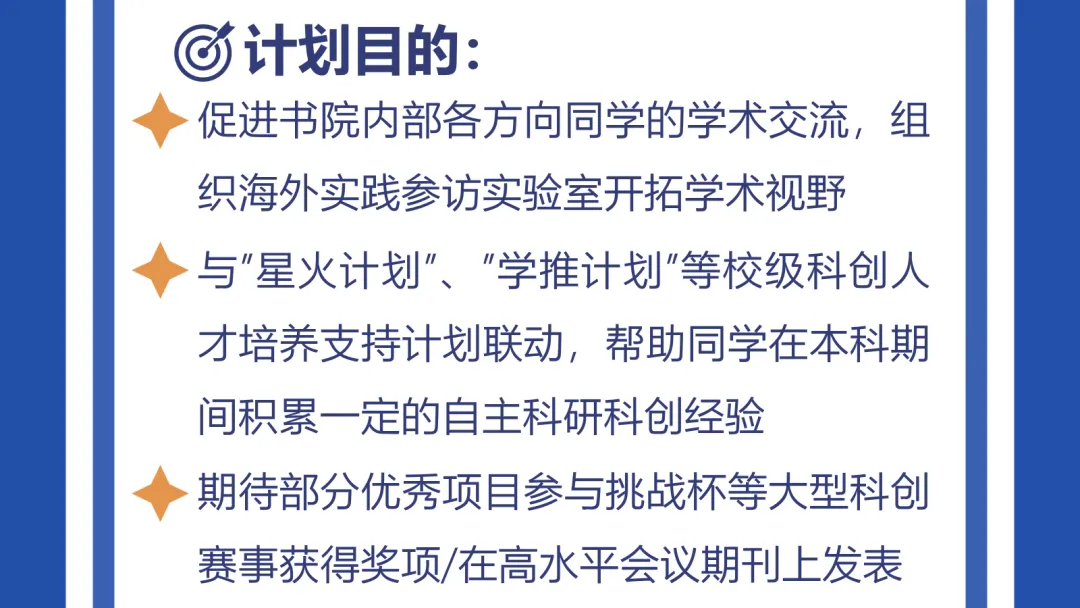 计划目的：
促进书院内部各方向同学的学术交流，组
织海外实践参访实验室开拓学术视野
与"星火计划"、"学推计划"等校级科创人
才培养支持计划联动，帮助同学在本科期
间积累一定的自主科研科创经验
期待部分优秀项目参与挑战杯等大型科创
赛事获得奖项/在高水平会议期刊上发表